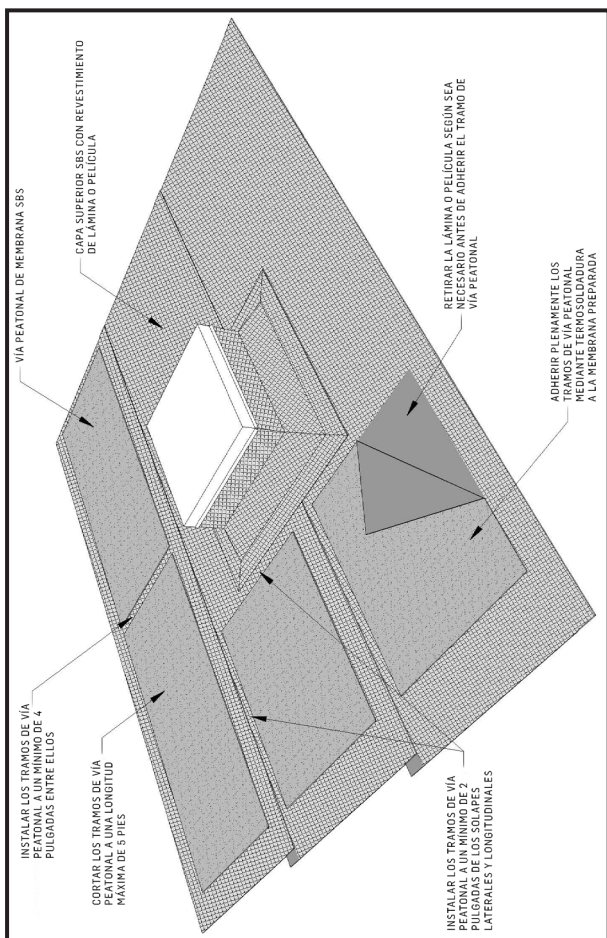 INSTALAR LOS TRAMOS DE VÍA
PEATONAL A UN MÍNIMO DE 4
PULGADAS ENTRE ELLOS
CORTAR LOS TRAMOS DE VÍA
PEATONAL A UNA LONGITUD
MÁXIMA DE 5 PIES
INSTALAR LOS TRAMOS DE VÍA
PEATONAL A UN MÍNIMO DE 2
PULGADAS DE LOS SOLAPES
LATERALES Y LONGITUDINALES
VÍA PEATONAL DE MEMBRANA SBS
CAPA SUPERIOR SBS CON REVESTIMIENTO
DE LÁMINA O PELÍCULA
RETIRAR LA LÁMINA O PELÍCULA SEGÚN SEA
NECESARIO ANTES DE ADHERIR EL TRAMO DE
VÍA PEATONAL
ADHERIR PLENAMENTE LOS
TRAMOS DE VÍA PEATONAL
MEDIANTE TERMOSOLDADURA
A LA MEMBRANA PREPARADA